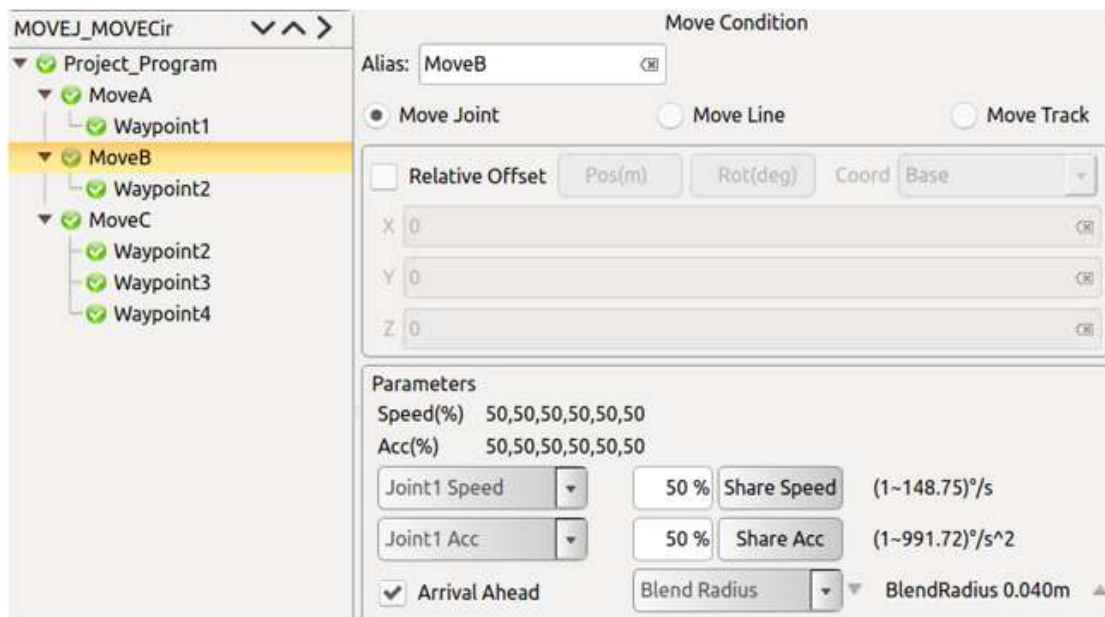 MOVEJ_MOVECir
Project_Program
MoveA
Waypoint1
MoveB
Waypoint2
MoveC
Waypoint2
Waypoint3
Waypoint4
Move Condition
Alias: MoveB
Move Joint Move Line Move Track
Relative Offset Pos(m) Rot(deg) Coord Base
X 0
Y 0
Z 0
Parameters
Speed(%) 50,50,50,50,50,50
Acc(%) 50,50,50,50,50,50
Joint1 Speed 50 % Share Speed (1~148.75)°/s
Joint1 Acc 50 % Share Acc (1~991.72)°/s^2
Arrival Ahead Blend Radius BlendRadius 0.040m